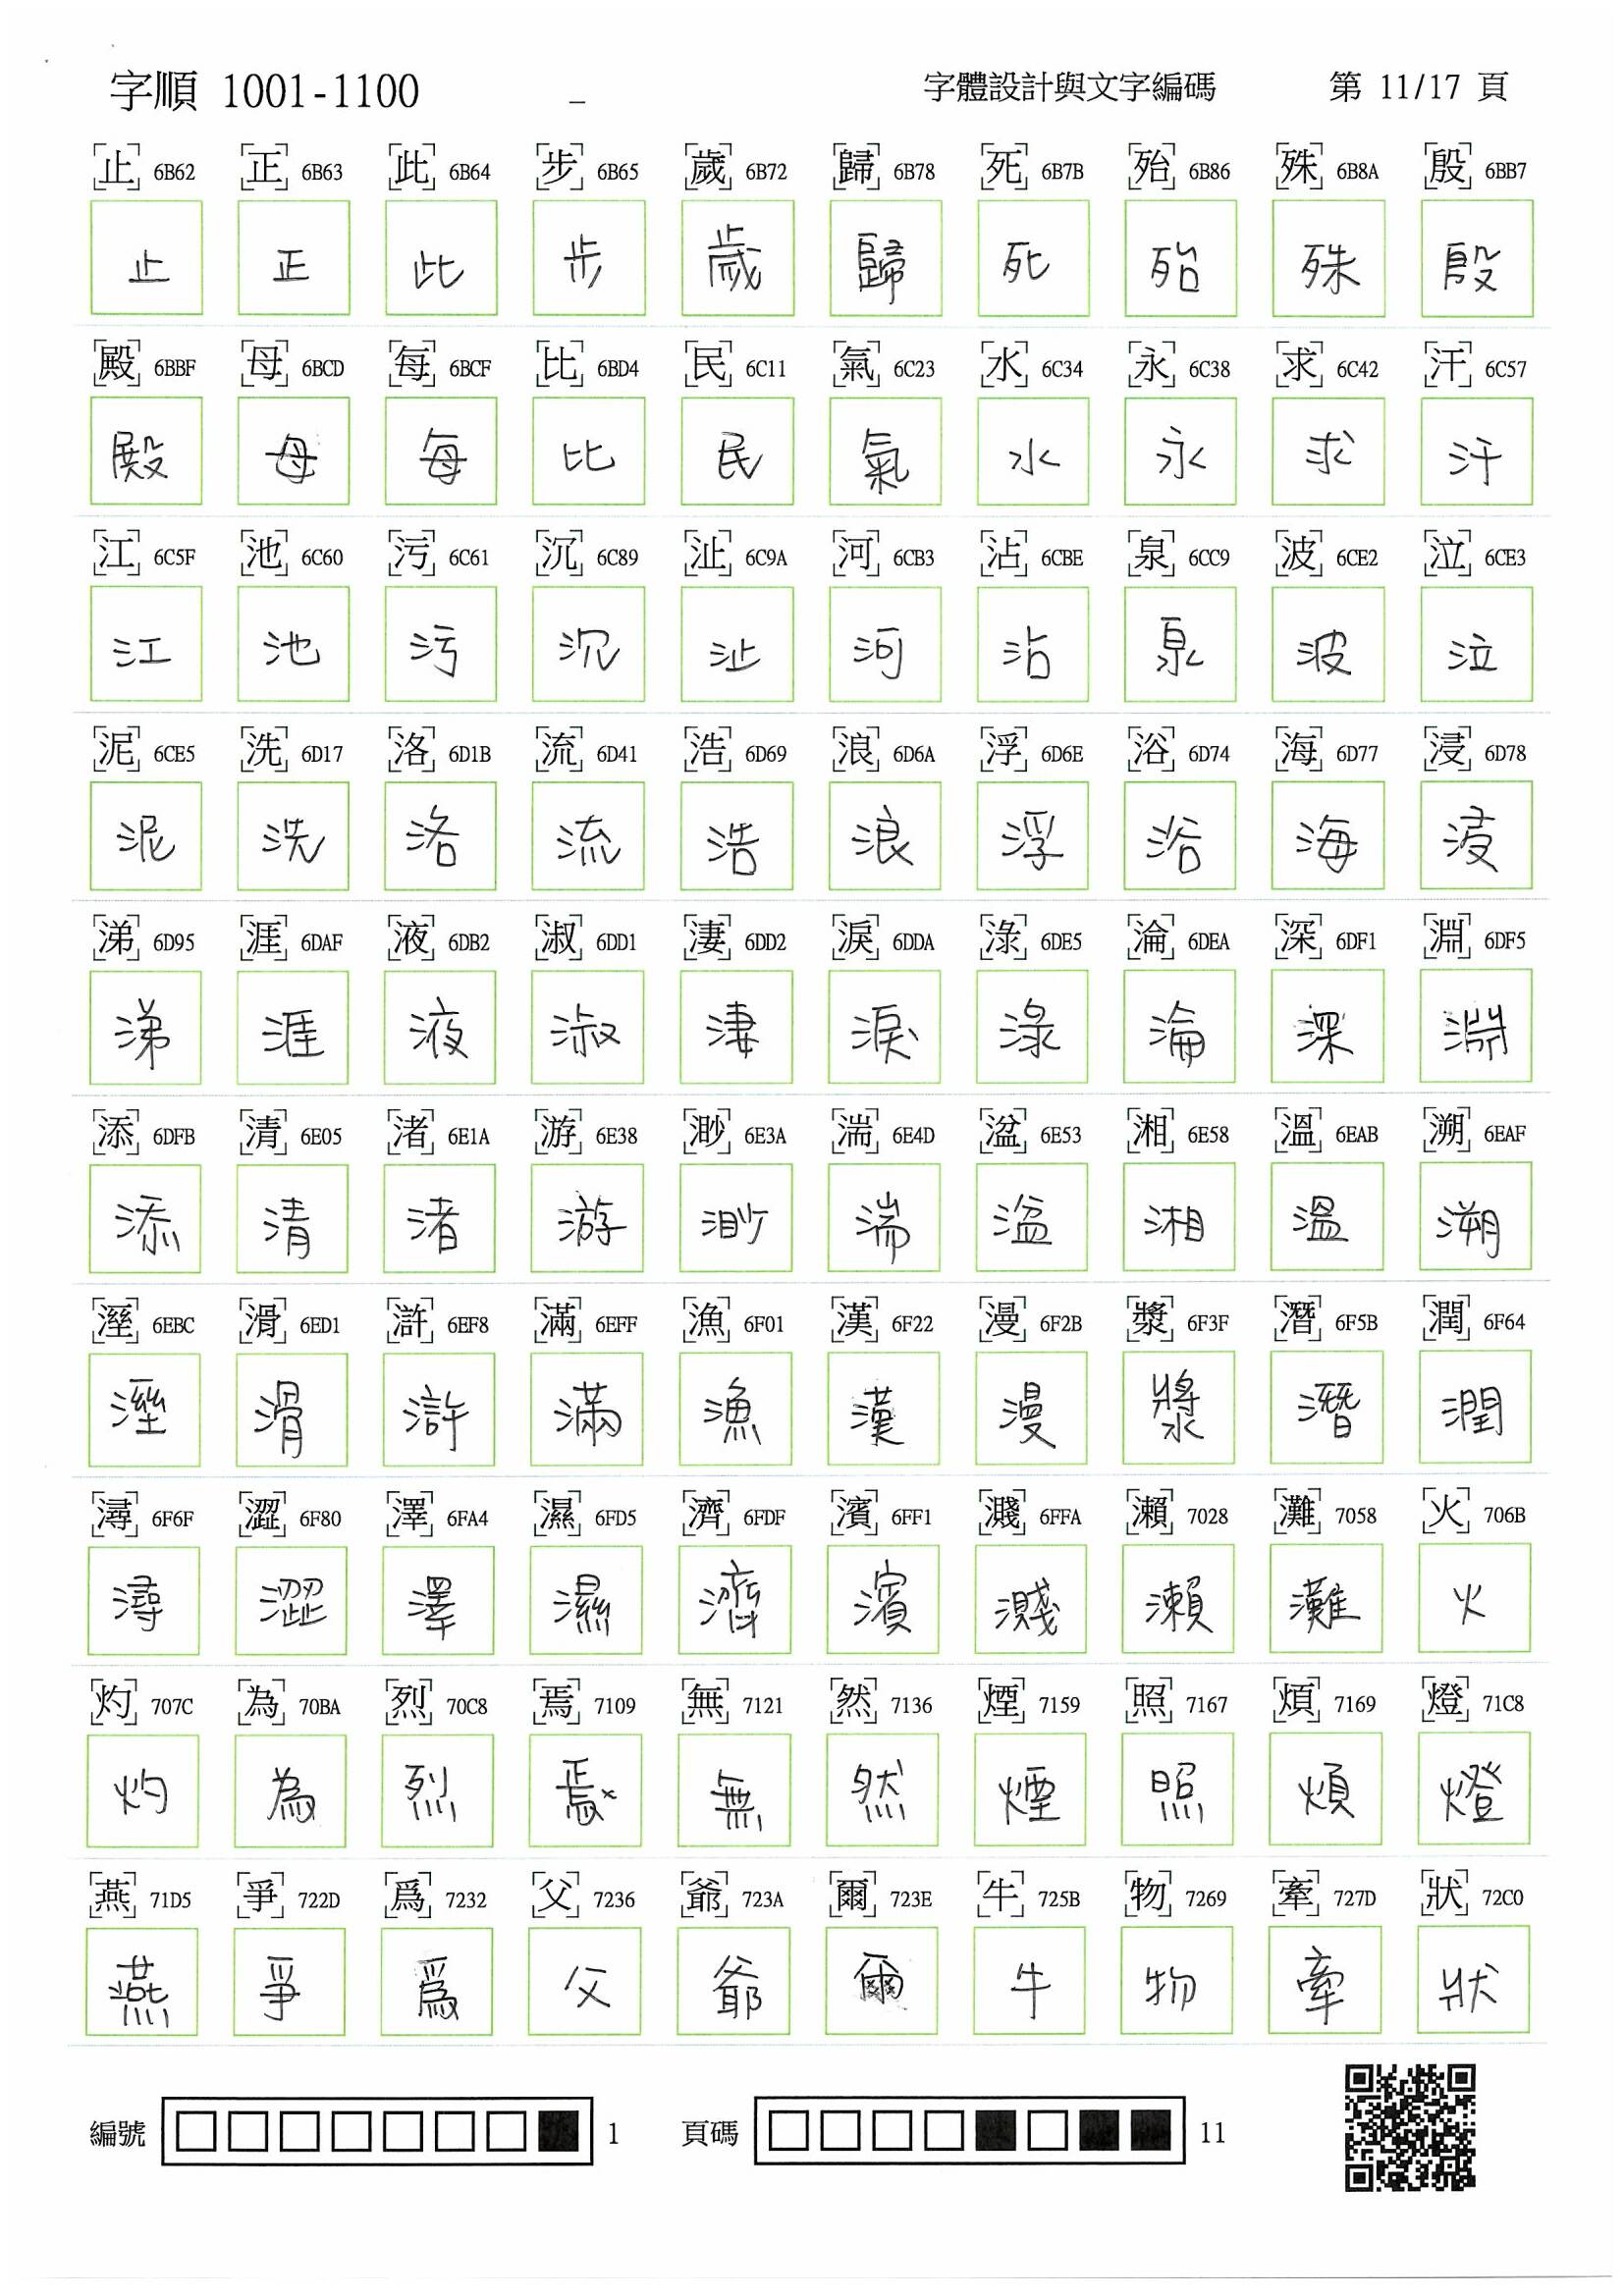 字順 1001-1100 字體設計與文字編碼 第 11/17 頁
止 6B62 正 6B63 此 6B64 步 6B65 歲 6B72 歸 6B78 死 6B7B 殆 6B86 殊 6B8A 殷 6BB7
止 正 此 步 歲 歸 死 殆 殊 殷
殿 6BBF 母 6BCD 每 6BCF 比 6BD4 民 6C11 氣 6C23 水 6C34 永 6C38 求 6C42 汗 6C57
殿 母 每 比 民 氣 水 永 求 汗
江 6C5F 池 6C60 污 6C61 沉 6C89 沚 6C9A 河 6CB3 沾 6CBE 泉 6CC9 波 6CE2 泣 6CE3
江 池 污 沉 沚 河 沾 泉 波 泣
泥 6CE5 洗 6D17 洛 6D1B 流 6D41 浩 6D69 浪 6D6A 浮 6D6E 浴 6D74 海 6D77 浸 6D78
泥 洗 洛 流 浩 浪 浮 浴 海 浸
涕 6D95 涯 6DAF 液 6DB2 淑 6DD1 淒 6DD2 淚 6DDA 淥 6DE5 淪 6DEA 深 6DF1 淵 6DF5
涕 涯 液 淑 淒 淚 淥 淪 深 淵
添 6DFB 清 6E05 渚 6E1A 游 6E38 渺 6E3A 湍 6E4D 湓 6E53 湘 6E58 溫 6EAB 溯 6EAF
添 清 渚 游 渺 湍 湓 湘 溫 溯
溼 6EBC 滑 6ED1 滸 6EF8 滿 6EFF 漁 6F01 漢 6F22 漫 6F2B 漿 6F3F 潛 6F5B 潤 6F64
溼 滑 滸 滿 漁 漢 漫 漿 潛 潤
潯 6F6F 澀 6F80 澤 6FA4 濕 6FD5 濟 6FDF 濱 6FF1 濺 6FFA 瀨 7028 灘 7058 火 706B
潯 澀 澤 濕 濟 濱 濺 瀨 灘 火
灼 707C 為 70BA 烈 70C8 焉 7109 無 7121 然 7136 煙 7159 照 7167 煩 7169 燈 71C8
灼 為 烈 焉 無 然 煙 照 煩 燈
燕 71D5 爭 722D 爲 7232 父 7236 爺 723A 爾 723E 牛 725B 物 7269 牽 727D 狀 72C0
燕 爭 爲 父 爺 爾 牛 物 牽 狀
編號 1 頁碼 11